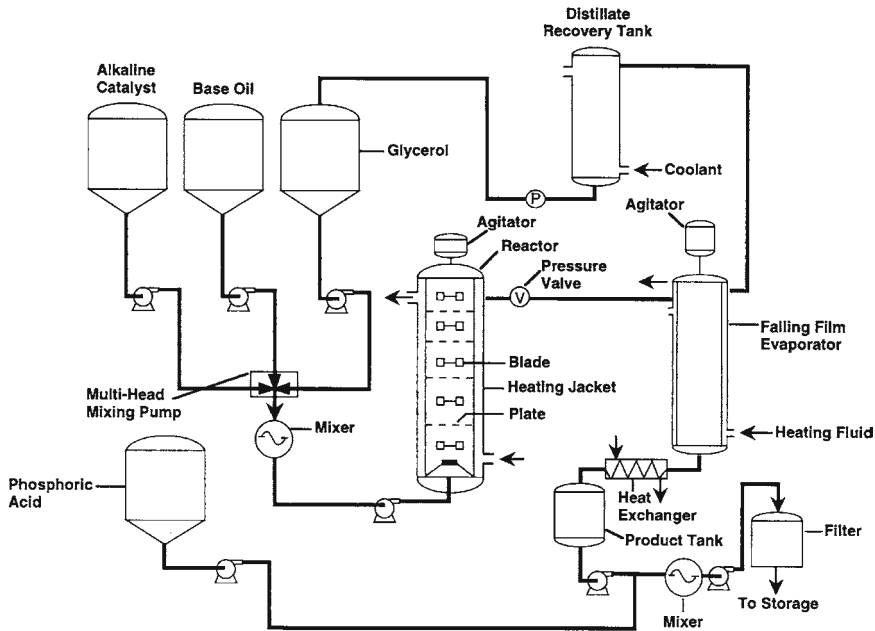 Distillate
Recovery Tank
Alkaline
Catalyst
Base Oil
Glycerol
Coolant
P
Agitator
Agitator
Reactor
Pressure
Valve
V
Falling Film
Evaporator
Blade
Heating Jacket
Plate
Multi-Head
Mixing Pump
Mixer
Heating Fluid
Phosphoric
Acid
Heat
Exchanger
Product Tank
Filter
To Storage
Mixer